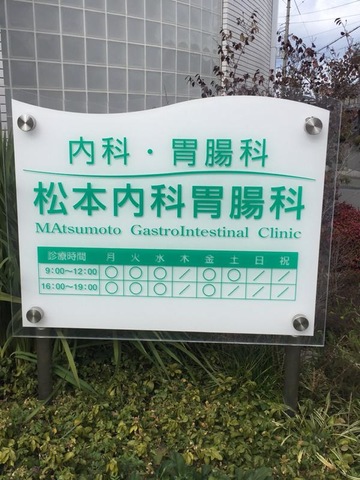 内科・胃腸科
松本内科胃腸科
MAtsumoto GastroIntestinal Clinic
診療時間 月 火 水 木 金 土 日 祝
9:00〜12:00 ○ ○ ○ ／ ○ ○ ／ ／
16:00〜19:00 ○ ○ ○ ／ ○ ／ ／ ／